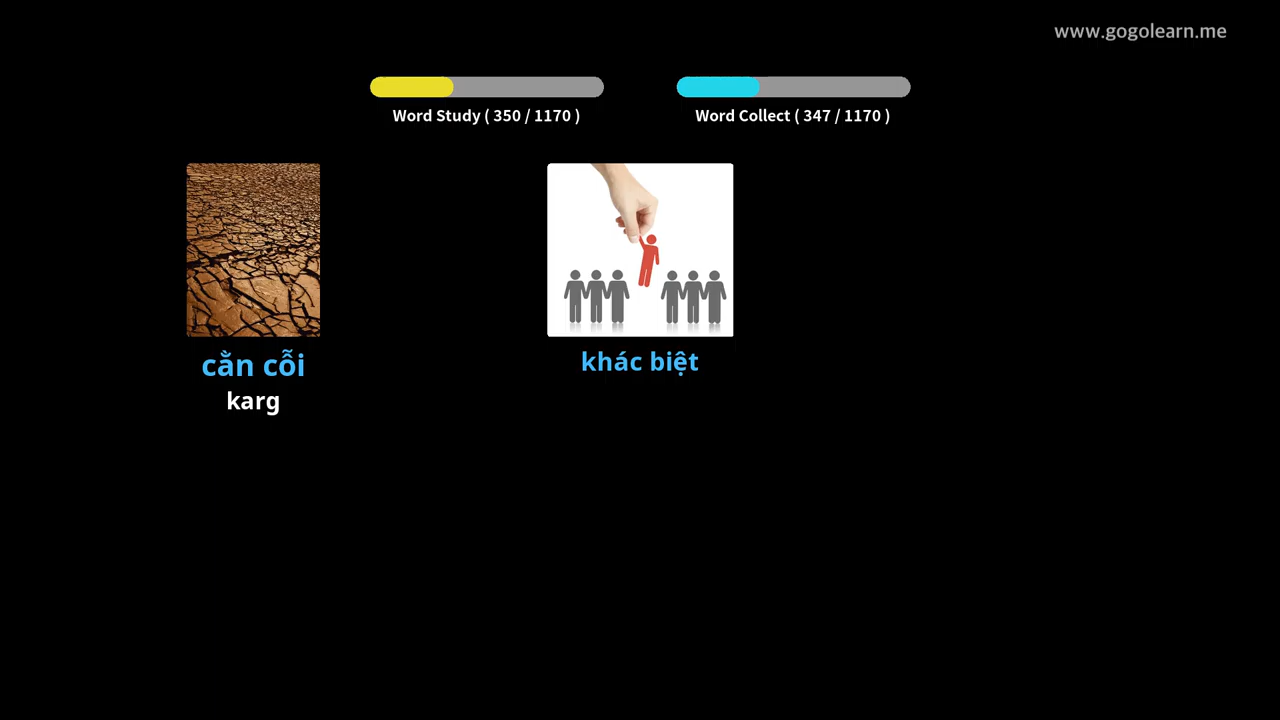 www.gogolearn.me
Word Study ( 350 / 1170 )
Word Collect ( 347 / 1170 )
cằn cỗi
karg
khác biệt